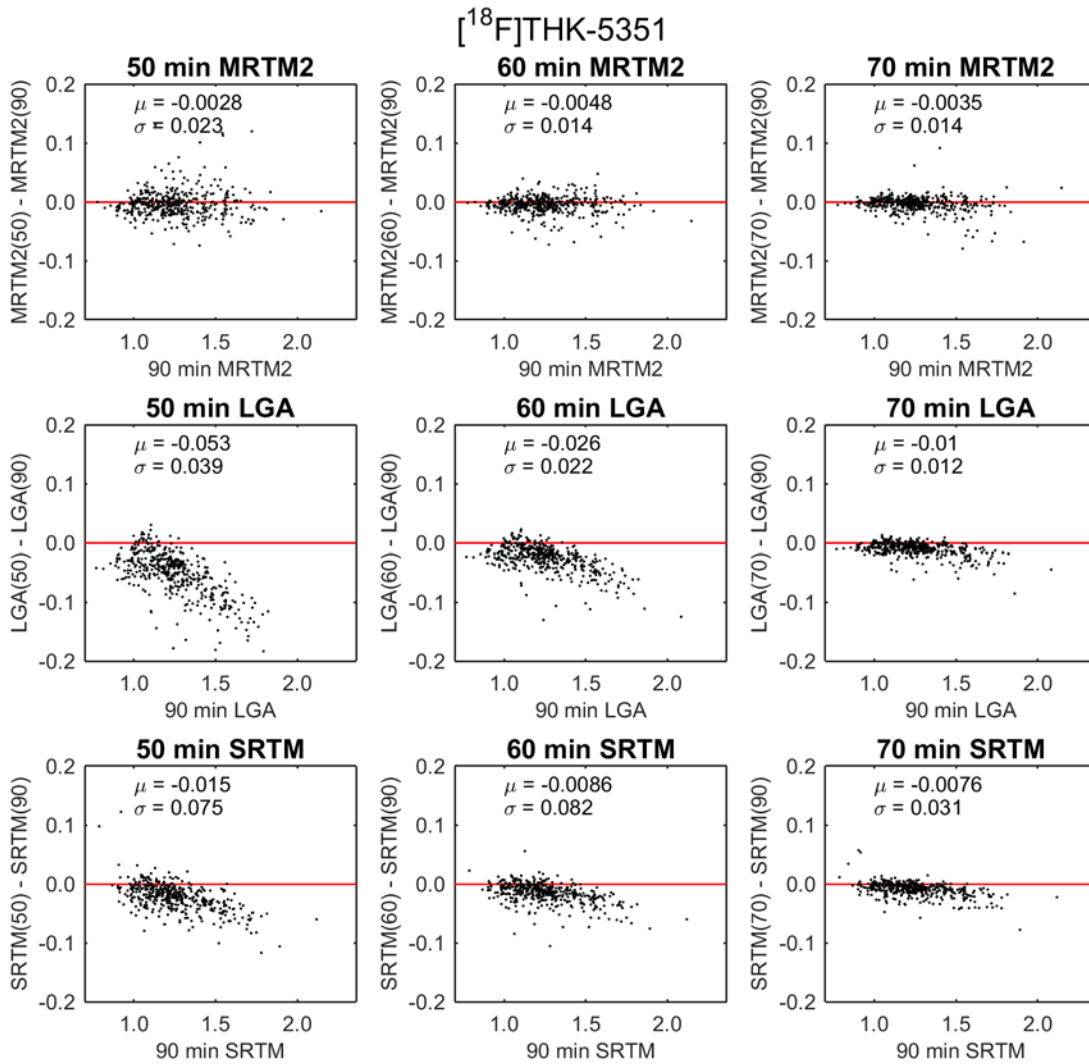 [¹⁸F]THK-5351
50 min MRTM2
60 min MRTM2
70 min MRTM2
μ = -0.0028
σ = 0.023
μ = -0.0048
σ = 0.014
μ = -0.0035
σ = 0.014
MRTM2(50) - MRTM2(90)
0.2
0.1
0.0
-0.1
-0.2
1.0 1.5 2.0
90 min MRTM2
MRTM2(60) - MRTM2(90)
0.2
0.1
0.0
-0.1
-0.2
1.0 1.5 2.0
90 min MRTM2
MRTM2(70) - MRTM2(90)
0.2
0.1
0.0
-0.1
-0.2
1.0 1.5 2.0
90 min MRTM2
50 min LGA
60 min LGA
70 min LGA
μ = -0.053
σ = 0.039
μ = -0.026
σ = 0.022
μ = -0.01
σ = 0.012
LGA(50) - LGA(90)
0.2
0.1
0.0
-0.1
-0.2
1.0 1.5 2.0
90 min LGA
LGA(60) - LGA(90)
0.2
0.1
0.0
-0.1
-0.2
1.0 1.5 2.0
90 min LGA
LGA(70) - LGA(90)
0.2
0.1
0.0
-0.1
-0.2
1.0 1.5 2.0
90 min LGA
50 min SRTM
60 min SRTM
70 min SRTM
μ = -0.015
σ = 0.075
μ = -0.0086
σ = 0.082
μ = -0.0076
σ = 0.031
SRTM(50) - SRTM(90)
0.2
0.1
0.0
-0.1
-0.2
1.0 1.5 2.0
90 min SRTM
SRTM(60) - SRTM(90)
0.2
0.1
0.0
-0.1
-0.2
1.0 1.5 2.0
90 min SRTM
SRTM(70) - SRTM(90)
0.2
0.1
0.0
-0.1
-0.2
1.0 1.5 2.0
90 min SRTM